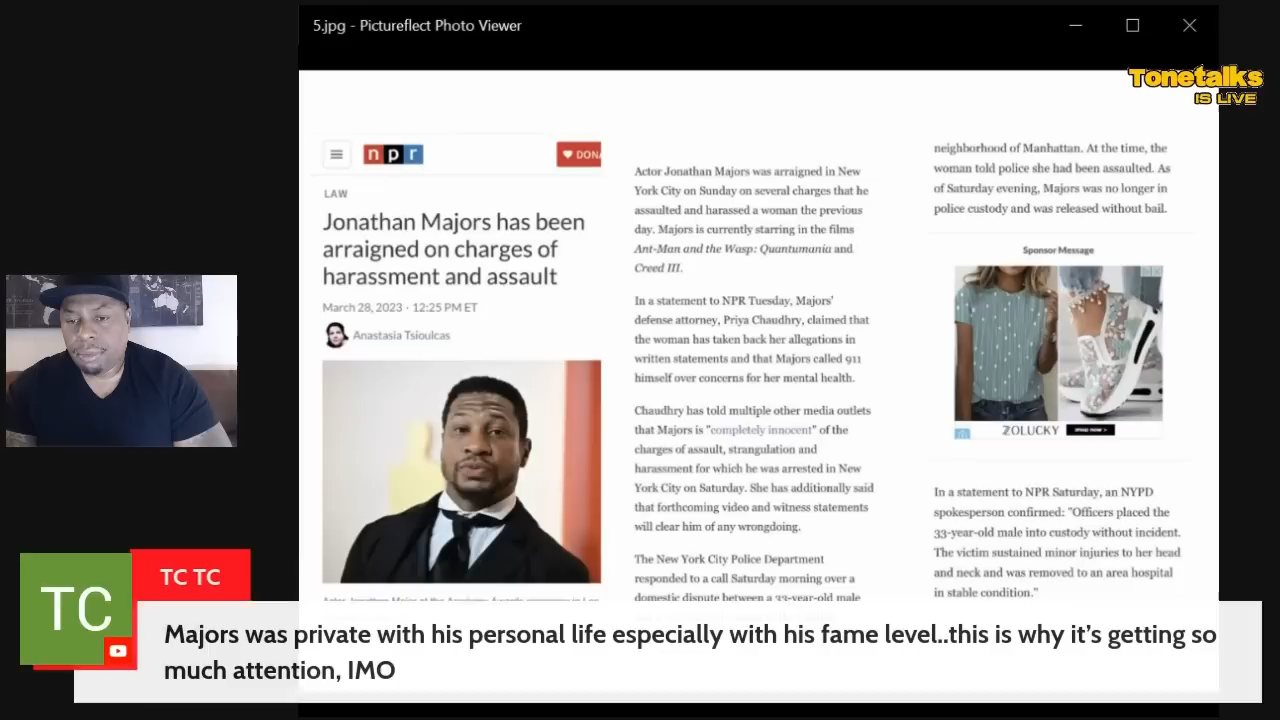 5.jpg - Pictureflect Photo Viewer
Tonetalks
IS LIVE
npr
DONA
LAW
Jonathan Majors has been
arraigned on charges of
harassment and assault
March 28, 2023 · 12:25 PM ET
Anastasia Tsioulcas
Actor Jonathan Majors was arraigned in New
York City on Sunday on several charges that he
assaulted and harassed a woman the previous
day. Majors is currently starring in the films
Ant-Man and the Wasp: Quantumania and
Creed III.
In a statement to NPR Tuesday, Majors'
defense attorney, Priya Chaudhry, claimed that
the woman has taken back her allegations in
written statements and that Majors called 911
himself over concerns for her mental health.
Chaudhry has told multiple other media outlets
that Majors is "completely innocent" of the
charges of assault, strangulation and
harassment for which he was arrested in New
York City on Saturday. She has additionally said
that forthcoming video and witness statements
will clear him of any wrongdoing.
The New York City Police Department
responded to a call Saturday morning over a
domestic dispute between a 33-year-old male
neighborhood of Manhattan. At the time, the
woman told police she had been assaulted. As
of Saturday evening, Majors was no longer in
police custody and was released without bail.
Sponsor Message
ZOLUCKY
SHOP NOW
In a statement to NPR Saturday, an NYPD
spokesperson confirmed: "Officers placed the
33-year-old male into custody without incident.
The victim sustained minor injuries to her head
and neck and was removed to an area hospital
in stable condition."
TC
TC TC
Majors was private with his personal life especially with his fame level..this is why it's getting so
much attention, IMO